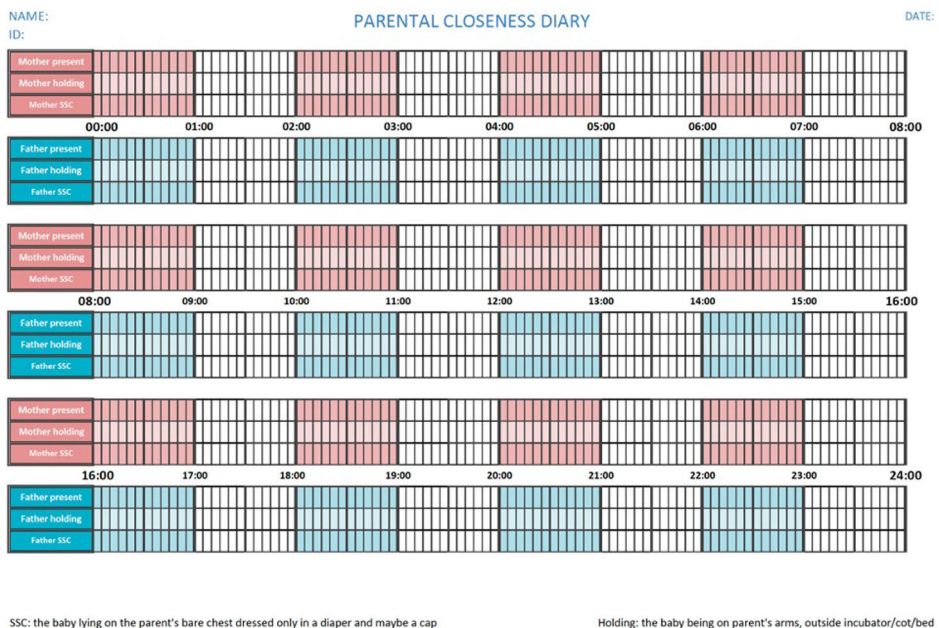 NAME:
PARENTAL CLOSENESS DIARY
DATE:
ID:
Mother present
Mother holding
Mother SSC
00:00 01:00 02:00 03:00 04:00 05:00 06:00 07:00 08:00
Father present
Father holding
Father SSC
Mother present
Mother holding
Mother SSC
08:00 09:00 10:00 11:00 12:00 13:00 14:00 15:00 16:00
Father present
Father holding
Father SSC
Mother present
Mother holding
Mother SSC
16:00 17:00 18:00 19:00 20:00 21:00 22:00 23:00 24:00
Father present
Father holding
Father SSC
SSC: the baby lying on the parent's bare chest dressed only in a diaper and maybe a cap
Holding: the baby being on parent's arms, outside incubator/cot/bed